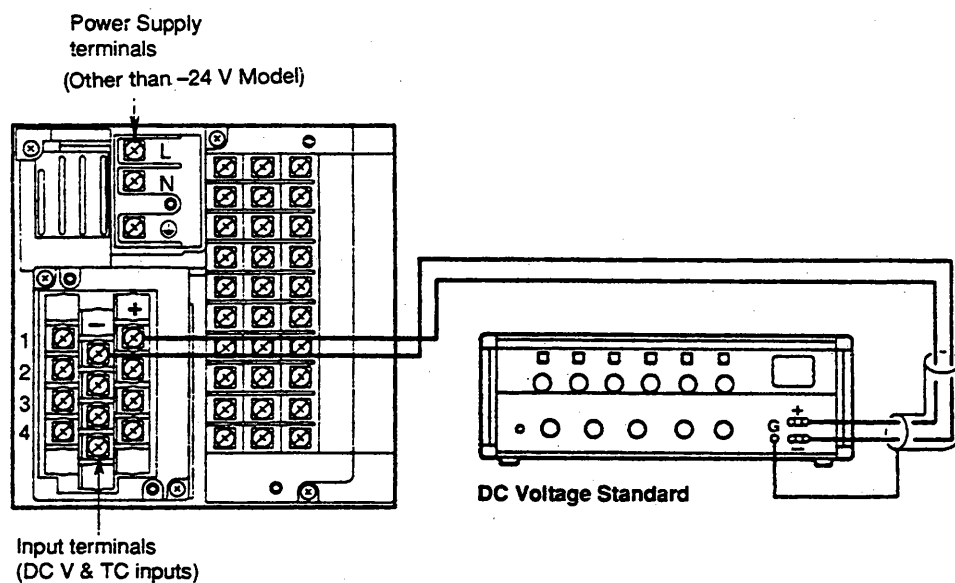 Power Supply
terminals
(Other than –24 V Model)
L
N
– +
1
2
3
4
+
G
–
DC Voltage Standard
Input terminals
(DC V & TC inputs)